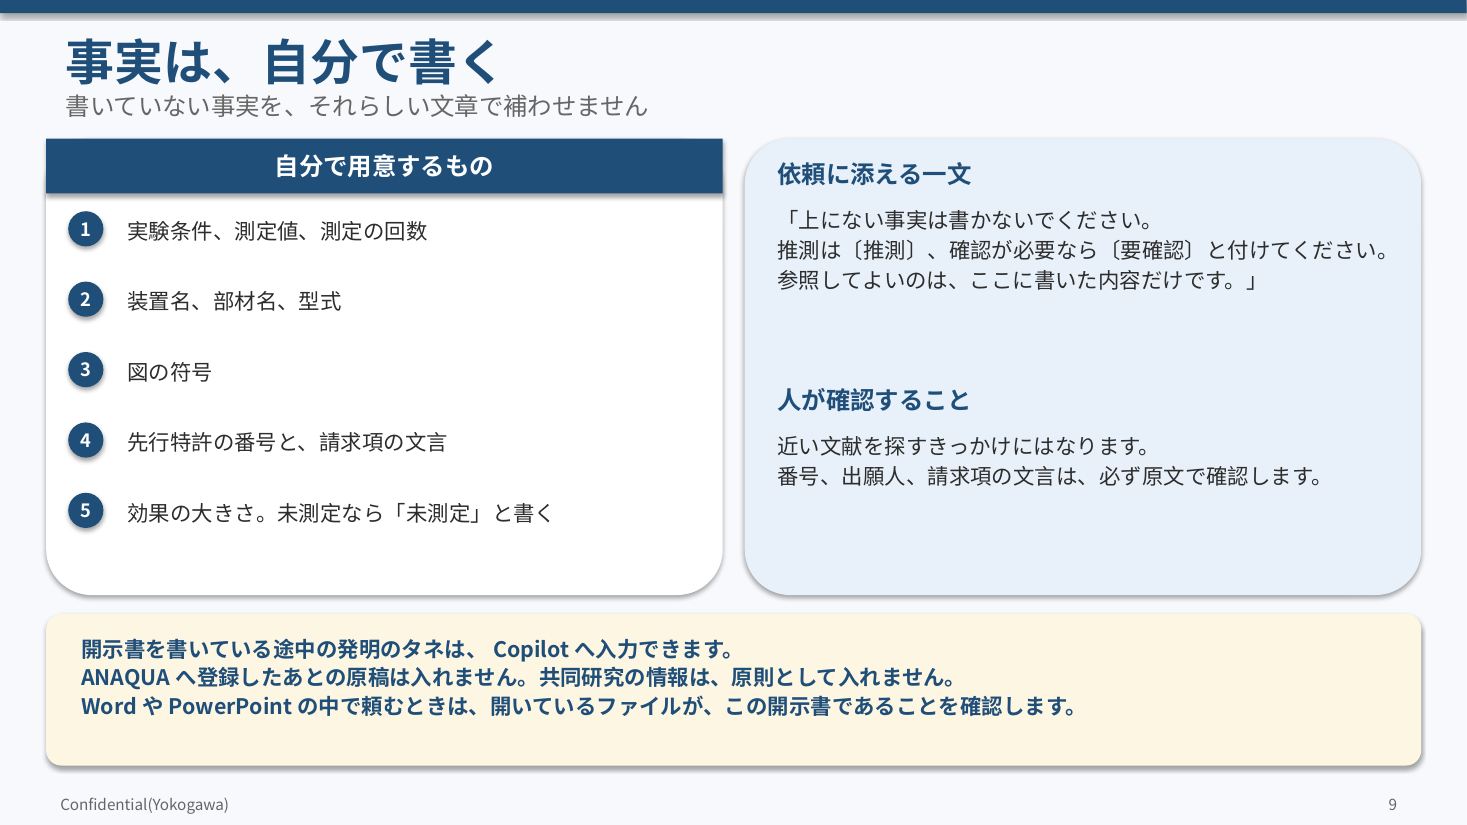 事実は、自分で書く
書いていない事実を、それらしい文章で補わせません
自分で用意するもの
1 実験条件、測定値、測定の回数
2 装置名、部材名、型式
3 図の符号
4 先行特許の番号と、請求項の文言
5 効果の大きさ。未測定なら「未測定」と書く
依頼に添える一文
「上にない事実は書かないでください。
推測は〔推測〕、確認が必要なら〔要確認〕と付けてください。
参照してよいのは、ここに書いた内容だけです。」
人が確認すること
近い文献を探すきっかけにはなります。
番号、出願人、請求項の文言は、必ず原文で確認します。
開示書を書いている途中の発明のタネは、 Copilot へ入力できます。
ANAQUA へ登録したあとの原稿は入れません。共同研究の情報は、原則として入れません。
Word や PowerPoint の中で頼むときは、開いているファイルが、この開示書であることを確認します。
Confidential(Yokogawa)
9